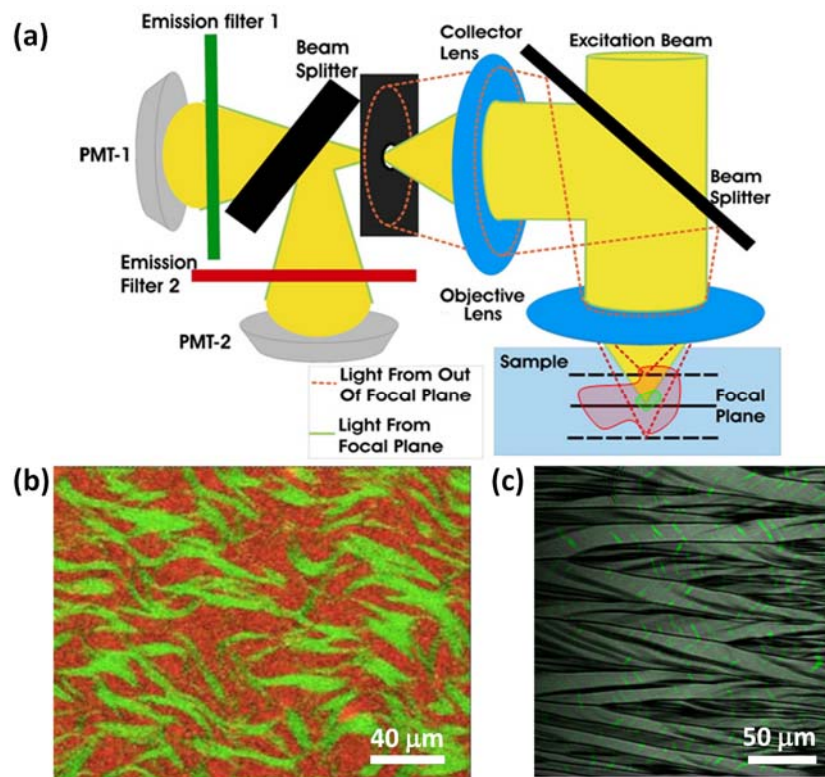 (a)
Emission filter 1
Beam
Splitter
Collector
Lens
Excitation Beam
PMT-1
Beam
Splitter
Emission
Filter 2
Objective
Lens
PMT-2
Sample
Light From Out
Of Focal Plane
Focal
Plane
Light From
Focal Plane
(b)
(c)
40 μm
50 μm